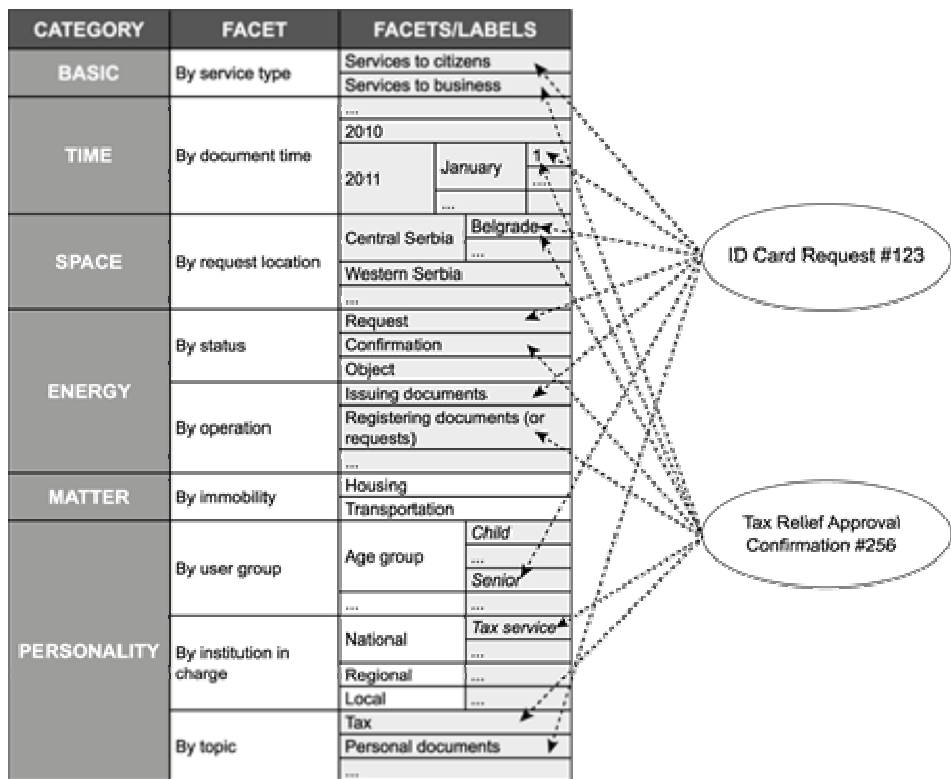 CATEGORY FACET FACETS/LABELS
BASIC
By service type
Services to citizens
Services to business
TIME
By document time
...
2010
2011
January
1
....
...
SPACE
By request location
Central Serbia
Belgrade
...
Western Serbia
...
ENERGY
By status
Request
Confirmation
Object
By operation
Issuing documents
Registering documents (or
requests)
...
MATTER
By immobility
Housing
Transportation
PERSONALITY
By user group
Age group
Child
...
Senior
...
...
By institution in
charge
National
Tax service
...
Regional
...
Local
...
By topic
Tax
Personal documents
...
ID Card Request #123
Tax Relief Approval
Confirmation #256